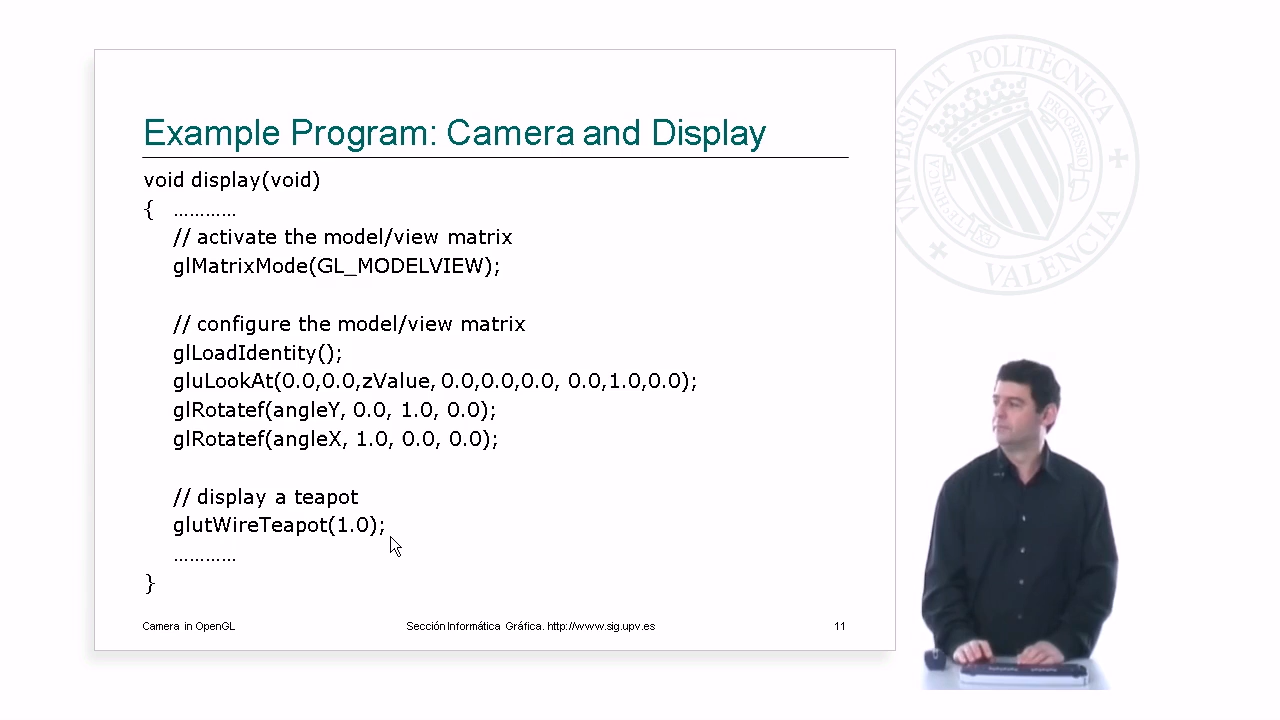 UNIVERSITAT POLITÈCNICA
VALÈNCIA
PROGRESSIO
Example Program: Camera and Display
void display(void)
{ …………
// activate the model/view matrix
glMatrixMode(GL_MODELVIEW);
// configure the model/view matrix
glLoadIdentity();
gluLookAt(0.0,0.0,zValue, 0.0,0.0,0.0, 0.0,1.0,0.0);
glRotatef(angleY, 0.0, 1.0, 0.0);
glRotatef(angleX, 1.0, 0.0, 0.0);
// display a teapot
glutWireTeapot(1.0);
…………
}
Camera in OpenGL
Sección Informática Gráfica. http://www.sig.upv.es
11